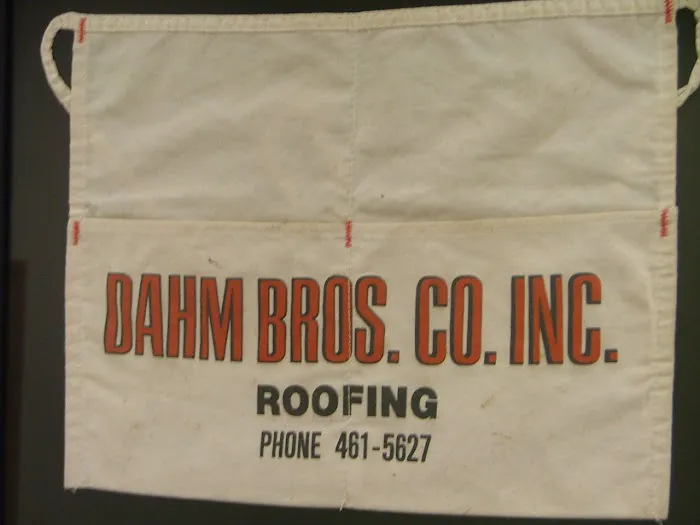 DAHM BROS. CO. INC.
ROOFING
PHONE 461-5627